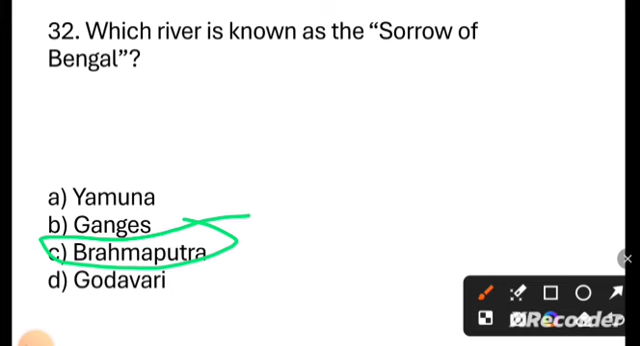 32. Which river is known as the “Sorrow of
Bengal”?
a) Yamuna
b) Ganges
c) Brahmaputra
d) Godavari
Recorder